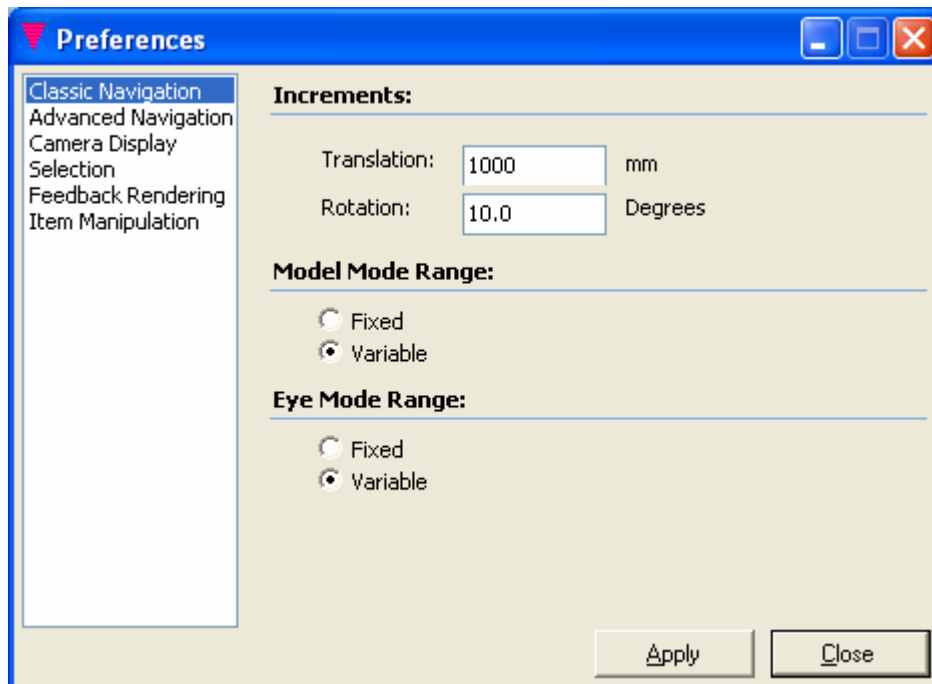 Preferences
Classic Navigation
Advanced Navigation
Camera Display
Selection
Feedback Rendering
Item Manipulation
Increments:
Translation: 1000 mm
Rotation: 10.0 Degrees
Model Mode Range:
Fixed
Variable
Eye Mode Range:
Fixed
Variable
Apply Close